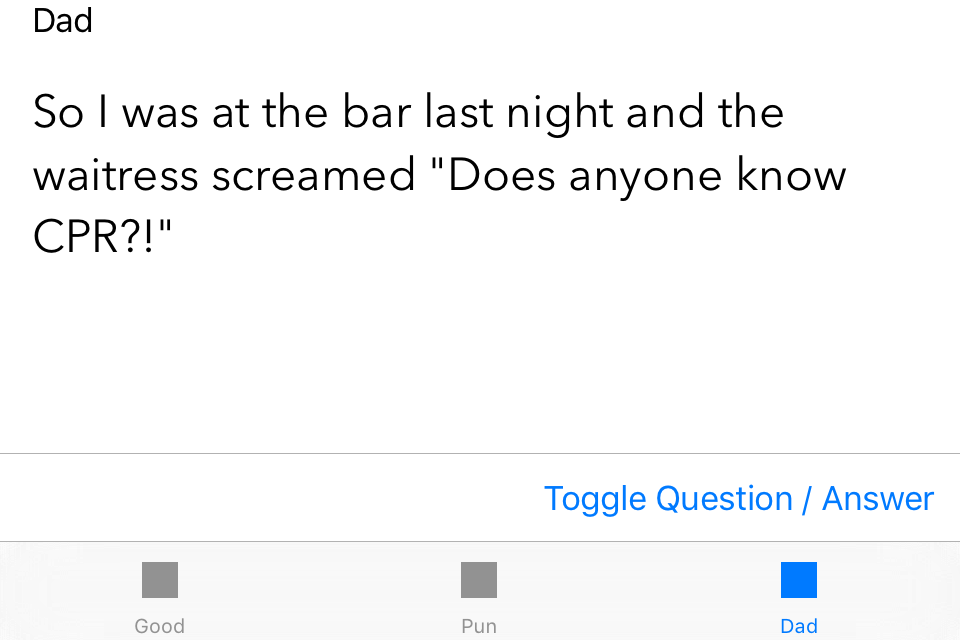 Dad
So I was at the bar last night and the
waitress screamed "Does anyone know
CPR?!"
Toggle Question / Answer
Good
Pun
Dad